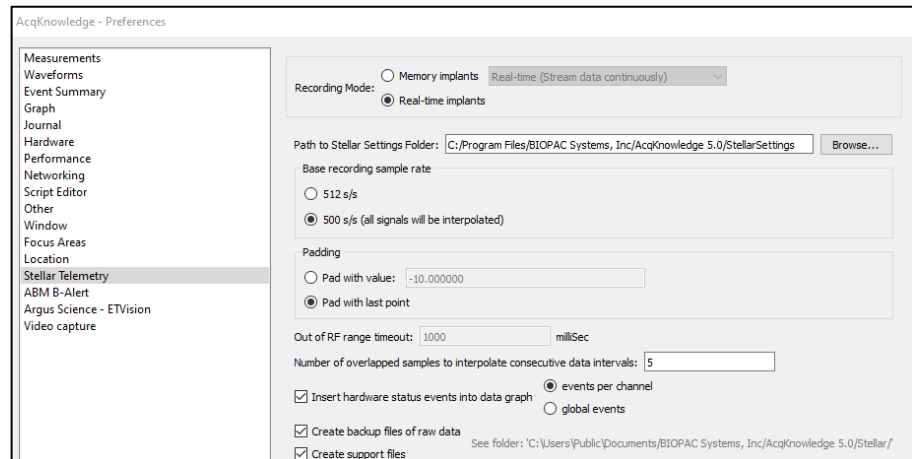 AcqKnowledge - Preferences
Measurements
Waveforms
Event Summary
Graph
Journal
Hardware
Performance
Networking
Script Editor
Other
Window
Focus Areas
Location
Stellar Telemetry
ABM B-Alert
Argus Science - ETVision
Video capture
Recording Mode:
Memory implants
Real-time (Stream data continuously)
Real-time implants
Path to Stellar Settings Folder: C:/Program Files/BIOPAC Systems, Inc/AcqKnowledge 5.0/StellarSettings Browse...
Base recording sample rate
512 s/s
500 s/s (all signals will be interpolated)
Padding
Pad with value: -10.000000
Pad with last point
Out of RF range timeout: 1000 milliSec
Number of overlapped samples to interpolate consecutive data intervals: 5
Insert hardware status events into data graph
events per channel
global events
Create backup files of raw data
See folder: 'C:\Users\Public\Documents/BIOPAC Systems, Inc/AcqKnowledge 5.0/Stellar/'
Create support files